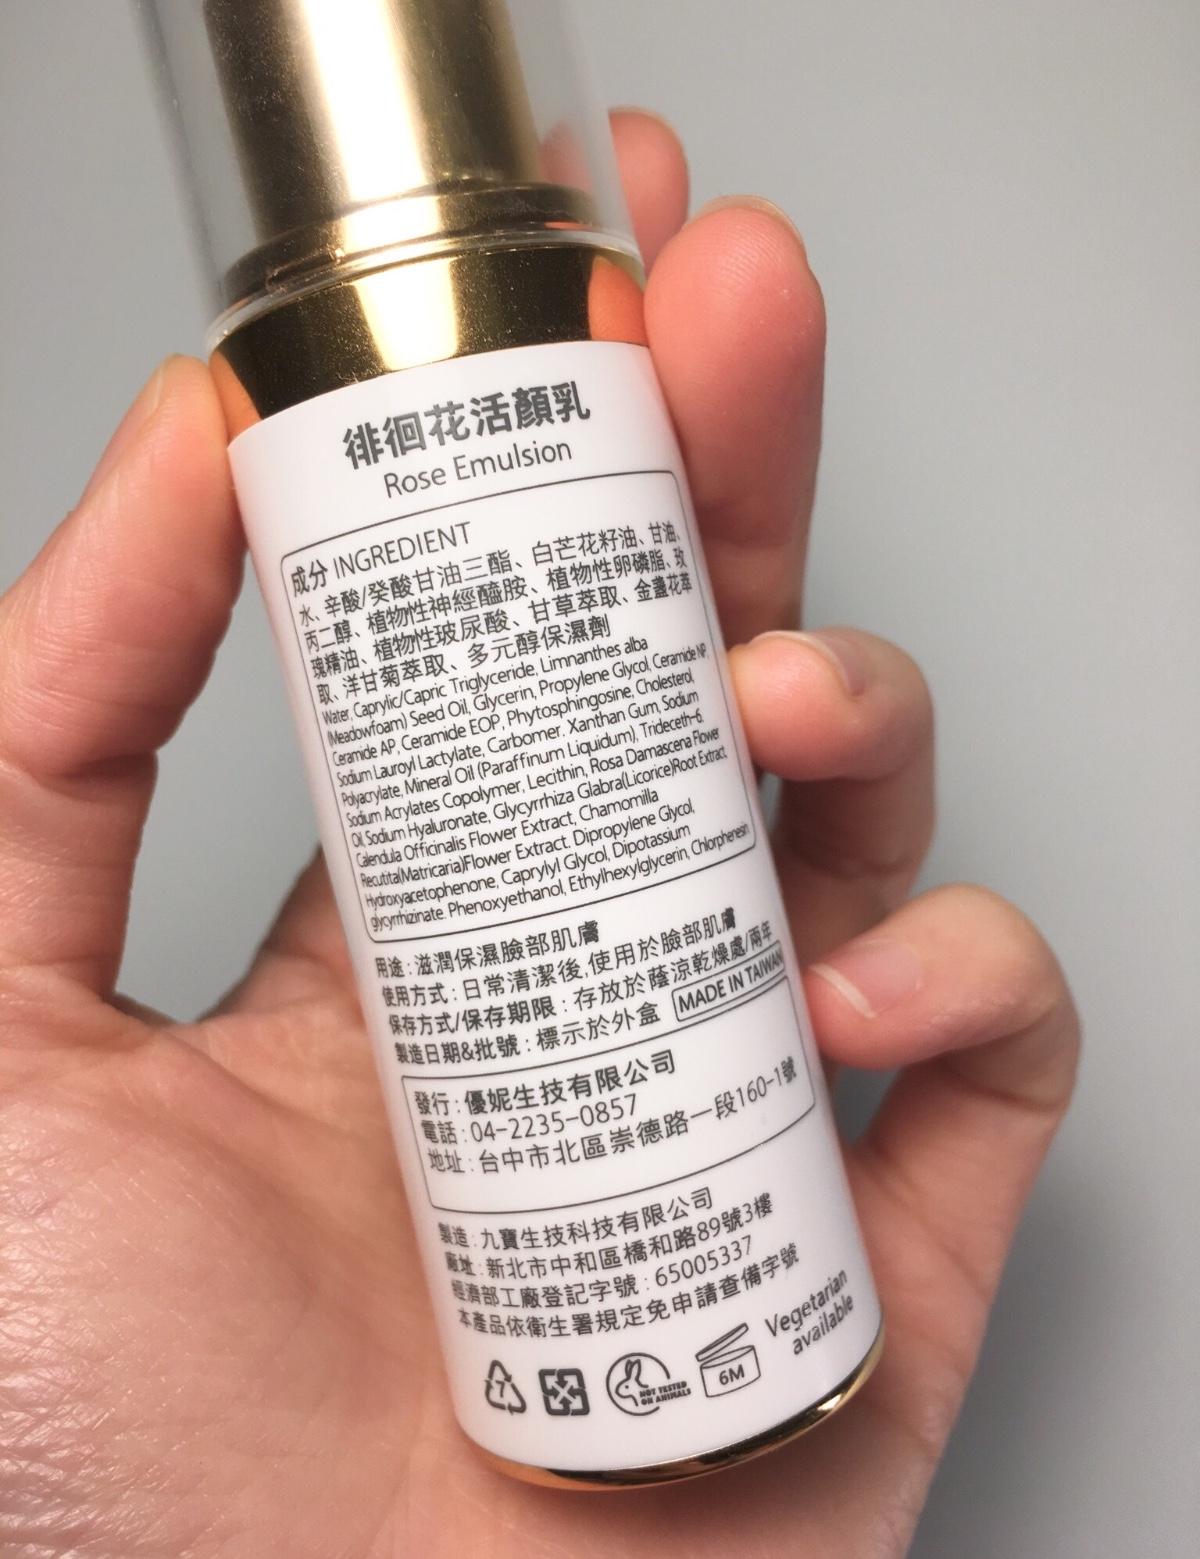 徘徊花活顏乳
Rose Emulsion
成分 INGREDIENT
水、辛酸/癸酸甘油三酯、白芒花籽油、甘油、
丙二醇、植物性神經醯胺、植物性卵磷脂、玫
瑰精油、植物性玻尿酸、甘草萃取、金盞花萃
取、洋甘菊萃取、多元醇保濕劑
Water, Caprylic/Capric Triglyceride, Limnanthes alba
(Meadowfoam) Seed Oil, Glycerin, Propylene Glycol, Ceramide NP,
Ceramide AP, Ceramide EOP, Phytosphingosine, Cholesterol,
Sodium Lauroyl Lactylate, Carbomer, Xanthan Gum, Sodium
Polyacrylate, Mineral Oil (Paraffinum Liquidum), Trideceth-6,
Sodium Acrylates Copolymer, Lecithin, Rosa Damascena Flower
Oil, Sodium Hyaluronate, Glycyrrhiza Glabra(Licorice)Root Extract,
Calendula Officinalis Flower Extract, Chamomilla
Recutita(Matricaria)Flower Extract. Dipropylene Glycol,
Hydroxyacetophenone, Caprylyl Glycol, Dipotassium
glycyrrhizinate. Phenoxyethanol, Ethylhexylglycerin, Chlorphenesin
用途：滋潤保濕臉部肌膚
使用方式：日常清潔後,使用於臉部肌膚
保存方式/保存期限：存放於蔭涼乾燥處/兩年
製造日期&批號：標示於外盒 MADE IN TAIWAN
發行：優妮生技有限公司
電話：04-2235-0857
地址：台中市北區崇德路一段160-1號
製造：九寶生技科技有限公司
廠址：新北市中和區橋和路89號3樓
經濟部工廠登記字號：65005337
本產品依衛生署規定免申請查備字號
7
NOT TESTED
ON ANIMALS
6M
Vegetarian
available